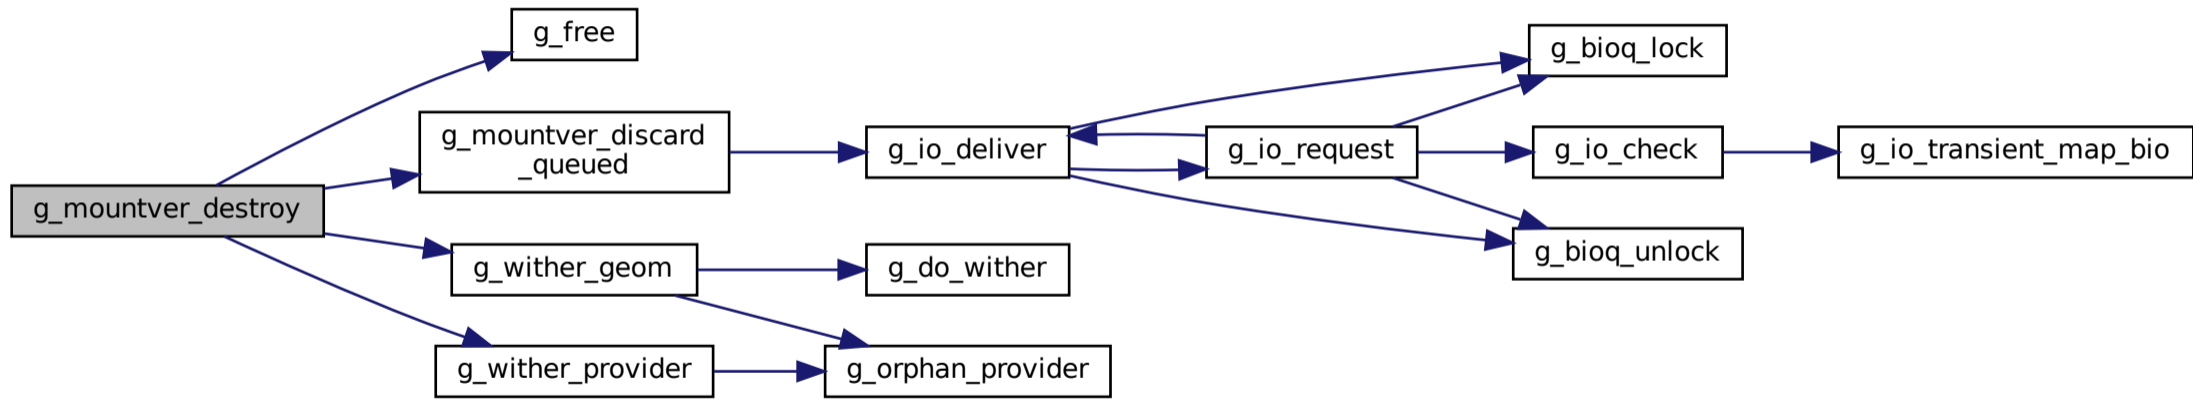 g_mountver_destroy
g_free
g_mountver_discard
_queued
g_wither_geom
g_wither_provider
g_io_deliver
g_do_wither
g_orphan_provider
g_io_request
g_bioq_lock
g_io_check
g_bioq_unlock
g_io_transient_map_bio